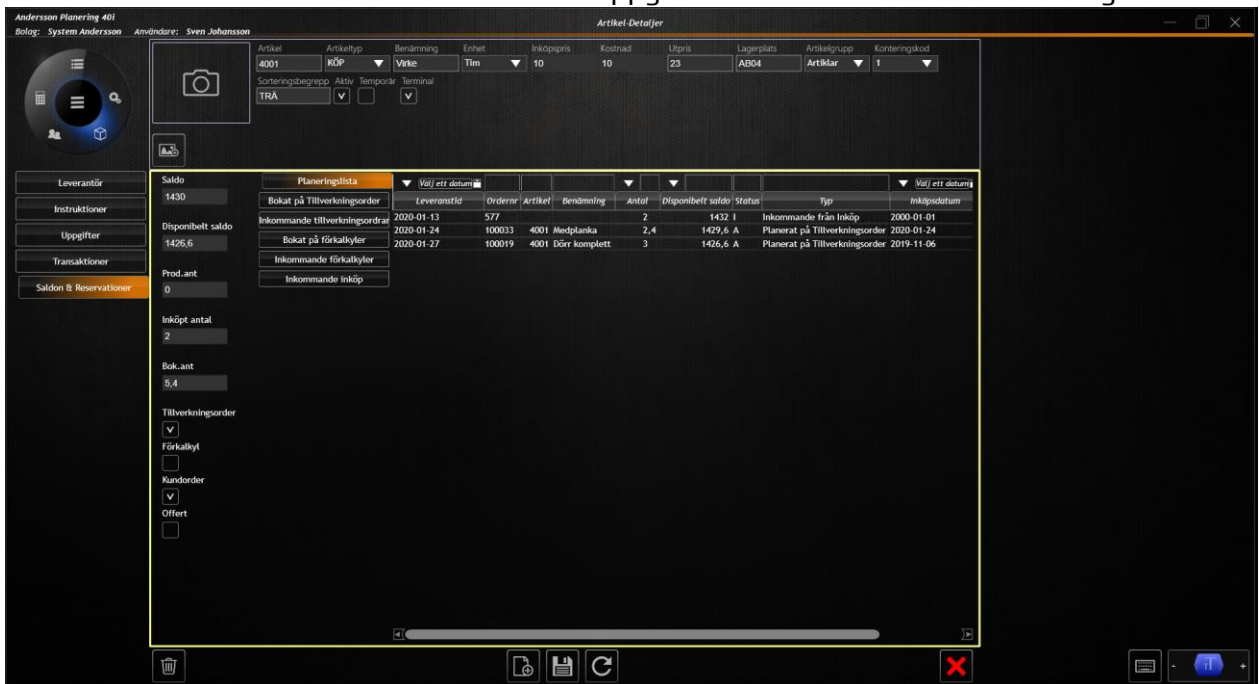 Andersson Planering 40i
Artikel-Detaljer
Bolag: System Andersson Användare: Sven Johansson
Artikel Artikeltyp Benämning Enhet Inköpspris Kostnad Utpris Lagerplats Artikelgrupp Konteringskod
4001 KÖP Virke Tim 10 10 23 AB04 Artiklar 1
Sorteringsbegrepp Aktiv Temporär Terminal
TRÄ
Leverantör
Instruktioner
Uppgifter
Transaktioner
Saldon & Reservationer
Saldo
1430
Disponibelt saldo
1426,6
Prod.ant
0
Inköpt antal
2
Bok.ant
5,4
Tillverkningsorder
Förkalkyl
Kundorder
Offert
Planeringslista
Bokat på Tillverkningsorder
Inkommande tillverkningsordrar
Bokat på förkalkyler
Inkommande förkalkyler
Inkommande inköp
Välj ett datum Välj ett datum
Leveranstid Ordernr Artikel Benämning Antal Disponibelt saldo Status Typ Inköpsdatum
2020-01-13 577 2 1432 I Inkommande från Inköp 2000-01-01
2020-01-24 100033 4001 Medplanka 2,4 1429,6 A Planerat på Tillverkningsorder 2020-01-24
2020-01-27 100019 4001 Dörr komplett 3 1426,6 A Planerat på Tillverkningsorder 2019-11-06
- +